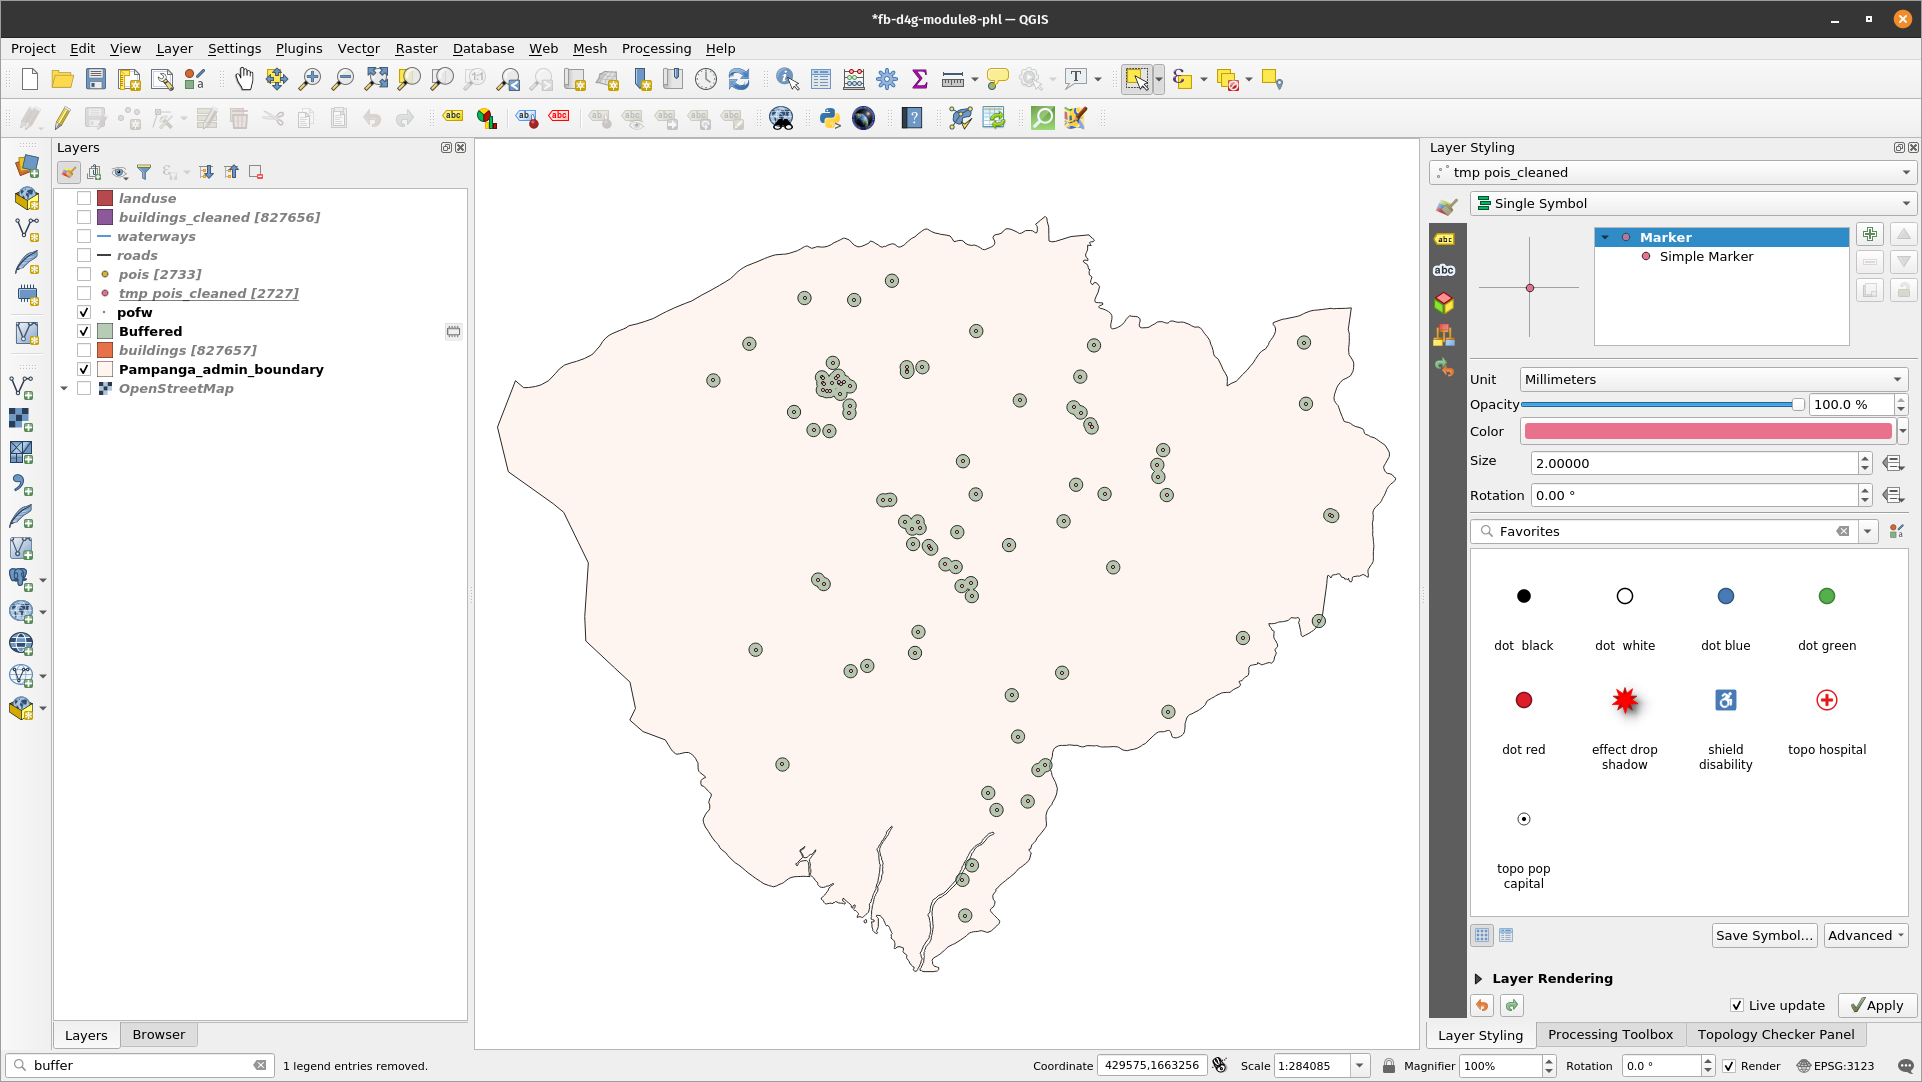 *fb-d4g-module8-phl — QGIS
Project Edit View Layer Settings Plugins Vector Raster Database Web Mesh Processing Help
Layers
landuse
buildings_cleaned [827656]
waterways
roads
pois [2733]
tmp pois_cleaned [2727]
pofw
Buffered
buildings [827657]
Pampanga_admin_boundary
OpenStreetMap
Layers Browser
Layer Styling
tmp pois_cleaned
Single Symbol
Marker
Simple Marker
Unit Millimeters
Opacity 100.0 %
Color
Size 2.00000
Rotation 0.00 °
Favorites
dot  black dot  white dot blue dot green
dot red effect drop shadow shield disability topo hospital
topo pop capital
Save Symbol... Advanced
Layer Rendering
Live update Apply
Layer Styling Processing Toolbox Topology Checker Panel
buffer 1 legend entries removed. Coordinate 429575,1663256 Scale 1:284085 Magnifier 100% Rotation 0.0 ° Render EPSG:3123